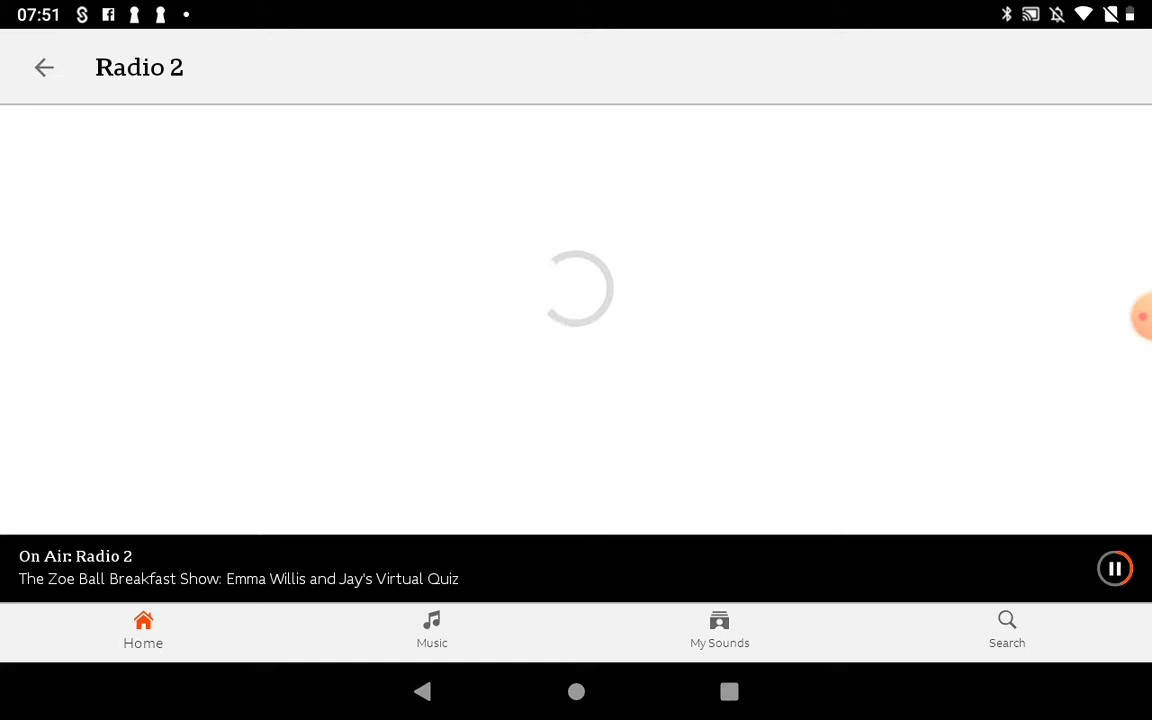 07:51
Radio 2
On Air: Radio 2
The Zoe Ball Breakfast Show: Emma Willis and Jay's Virtual Quiz
Home
Music
My Sounds
Search